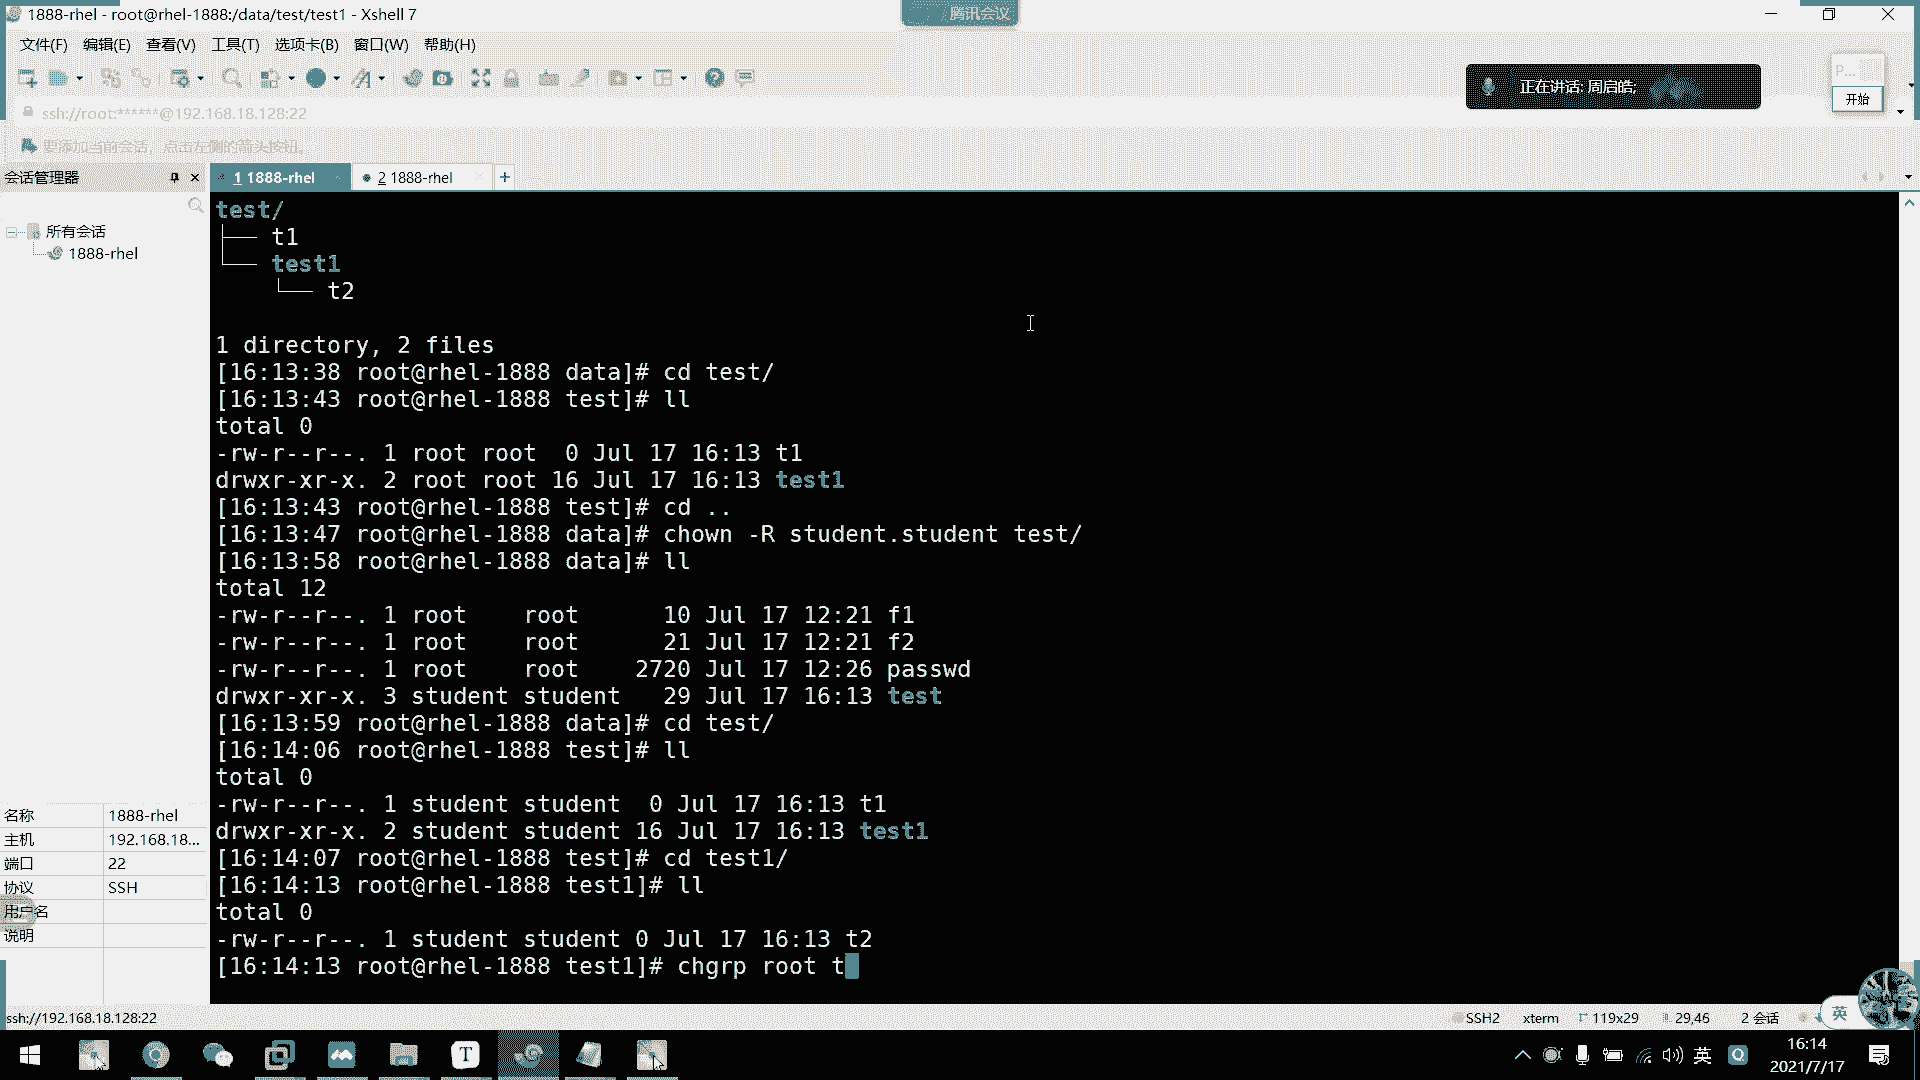 1888-rhel - root@rhel-1888:/data/test/test1 - Xshell 7
腾讯会议
文件(F) 编辑(E) 查看(V) 工具(T) 选项卡(B) 窗口(W) 帮助(H)
正在讲话: 周启皓;
P...
开始
ssh://root:******@192.168.18.128:22
要添加当前会话，点击左侧的箭头按钮。
会话管理器
1 1888-rhel
2 1888-rhel
所有会话
1888-rhel
test/
├── t1
└── test1
    └── t2
1 directory, 2 files
[16:13:38 root@rhel-1888 data]# cd test/
[16:13:43 root@rhel-1888 test]# ll
total 0
-rw-r--r--. 1 root root  0 Jul 17 16:13 t1
drwxr-xr-x. 2 root root 16 Jul 17 16:13 test1
[16:13:43 root@rhel-1888 test]# cd ..
[16:13:47 root@rhel-1888 data]# chown -R student.student test/
[16:13:58 root@rhel-1888 data]# ll
total 12
-rw-r--r--. 1 root    root      10 Jul 17 12:21 f1
-rw-r--r--. 1 root    root      21 Jul 17 12:21 f2
-rw-r--r--. 1 root    root    2720 Jul 17 12:26 passwd
drwxr-xr-x. 3 student student   29 Jul 17 16:13 test
[16:13:59 root@rhel-1888 data]# cd test/
[16:14:06 root@rhel-1888 test]# ll
total 0
-rw-r--r--. 1 student student  0 Jul 17 16:13 t1
drwxr-xr-x. 2 student student 16 Jul 17 16:13 test1
[16:14:07 root@rhel-1888 test]# cd test1/
[16:14:13 root@rhel-1888 test1]# ll
total 0
-rw-r--r--. 1 student student 0 Jul 17 16:13 t2
[16:14:13 root@rhel-1888 test1]# chgrp root t
名称 1888-rhel
主机 192.168.18...
端口 22
协议 SSH
用户名
说明
ssh://192.168.18.128:22
SSH2 xterm 119x29 29,46 2 会话
英
英
16:14
2021/7/17